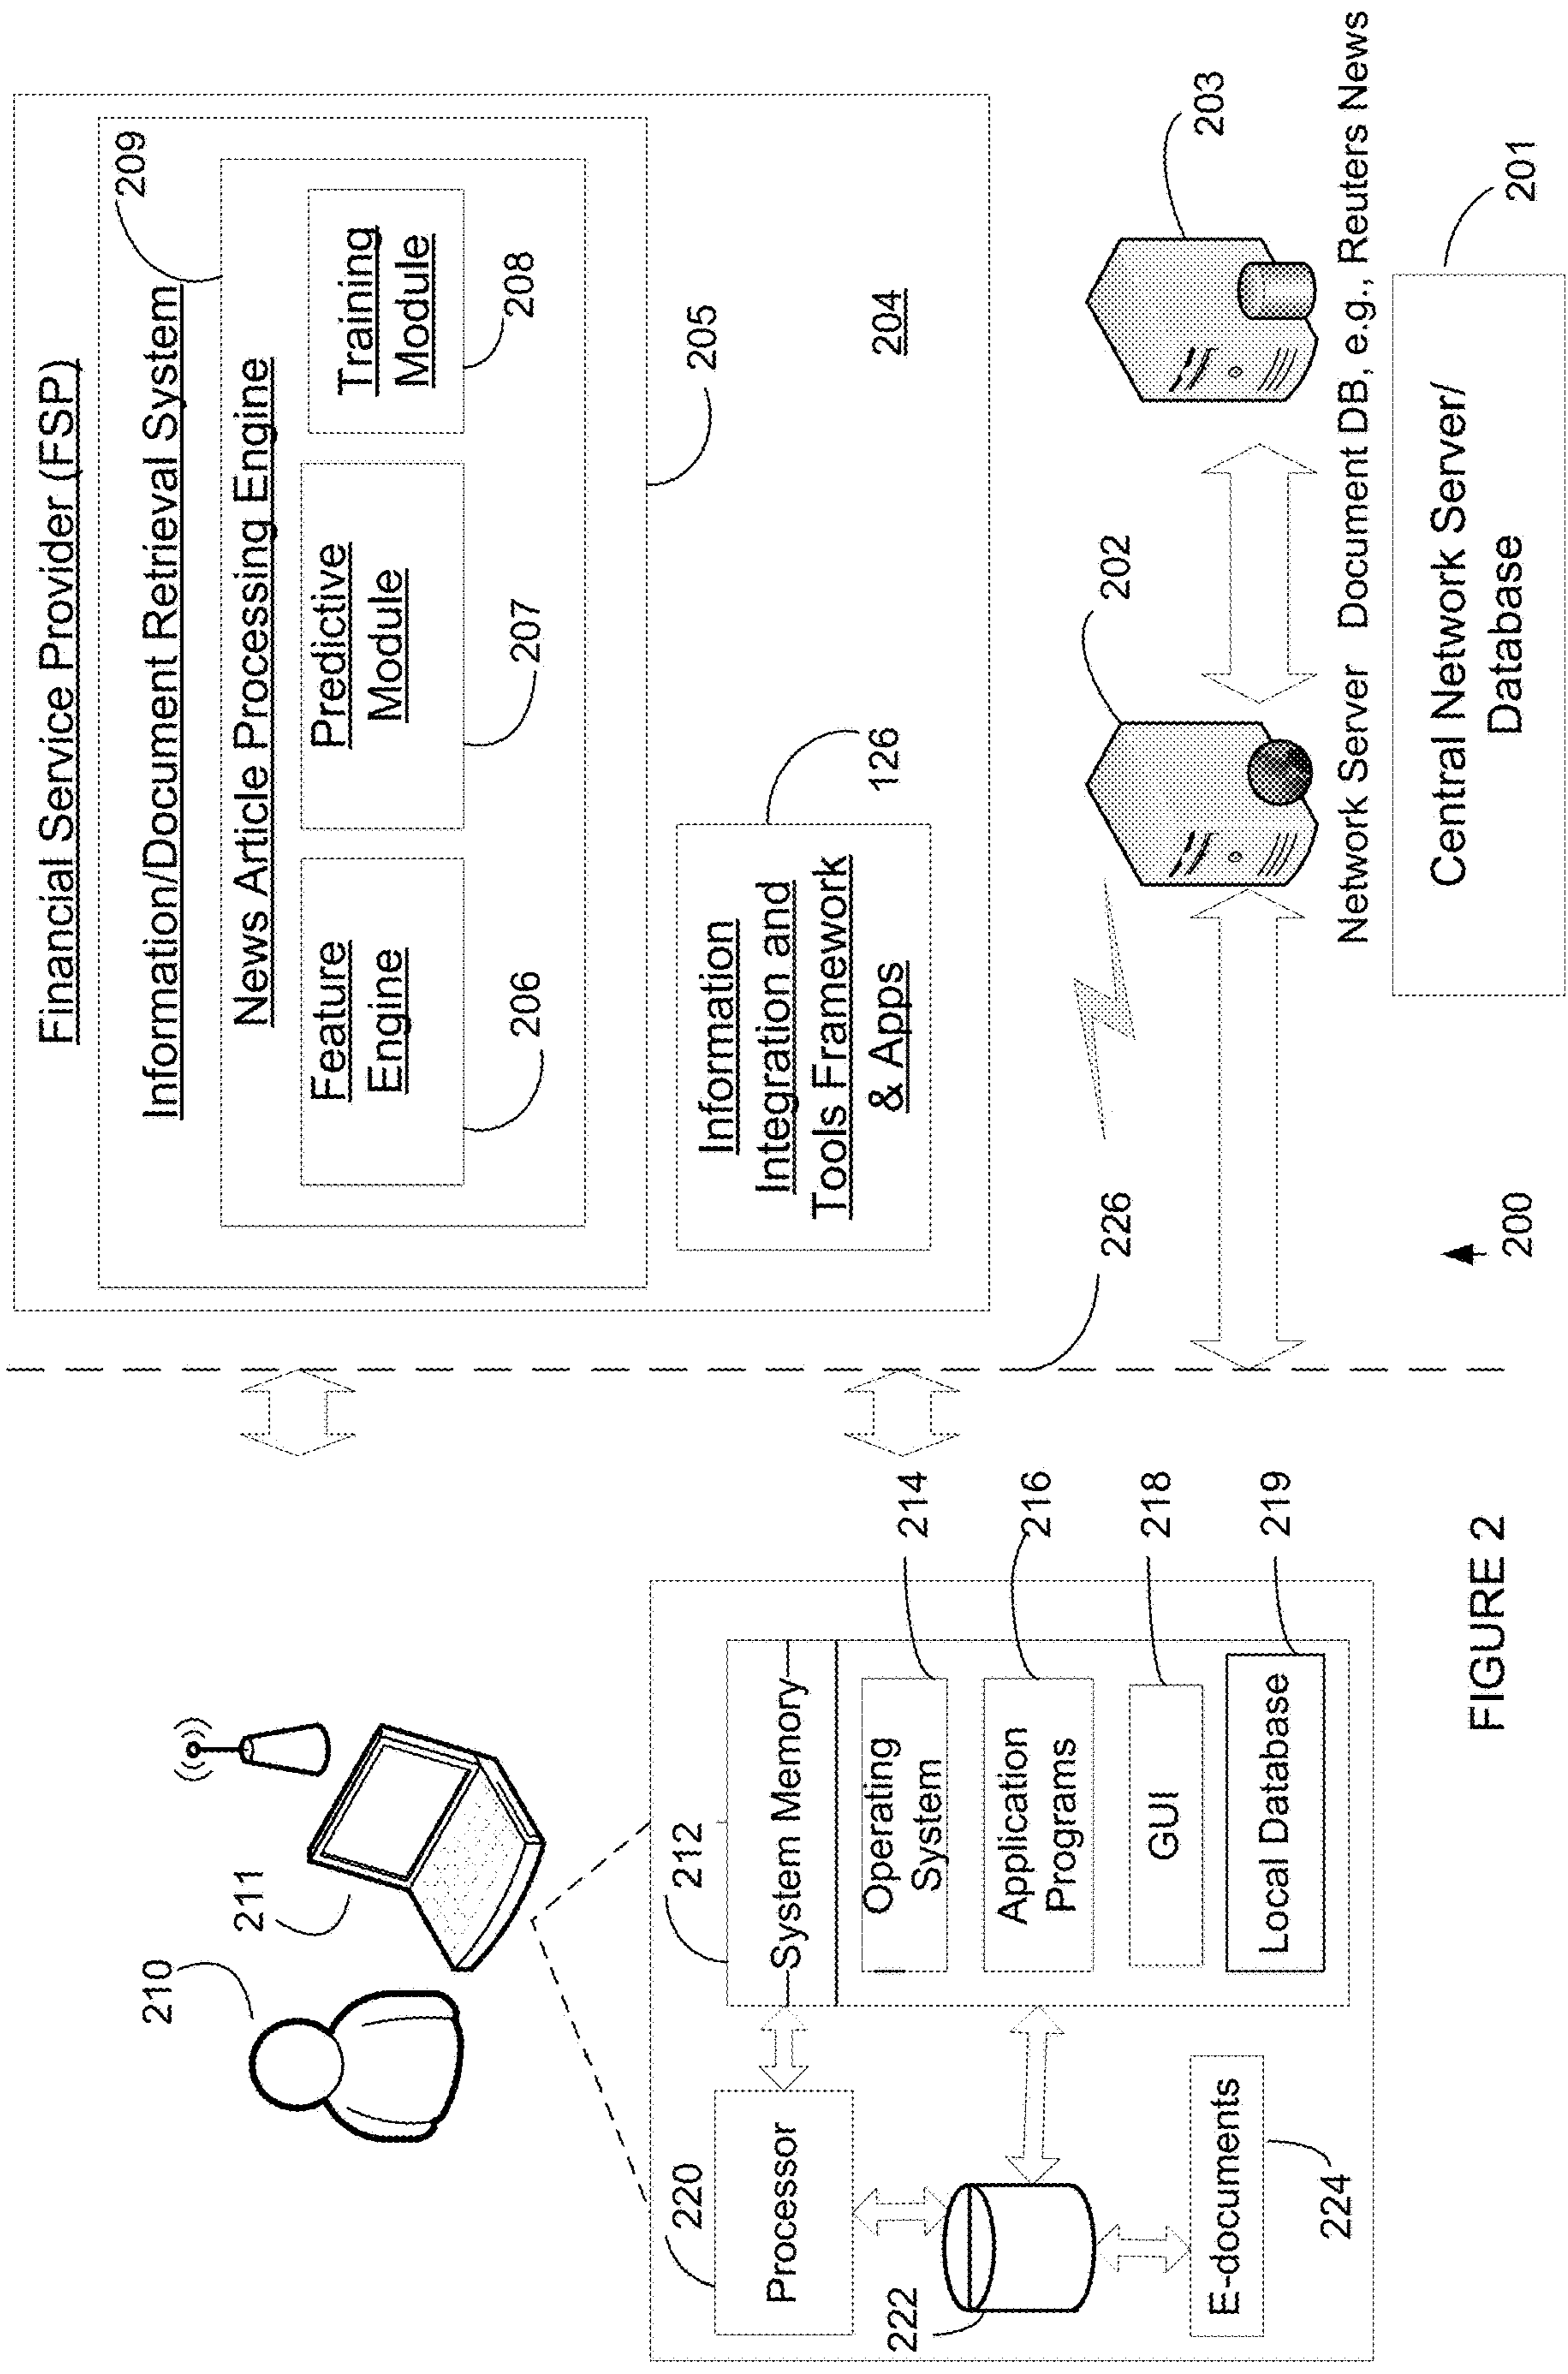 Financial Service Provider (FSP)
Information/Document Retrieval System
209
News Article Processing Engine
Feature
Engine
206
Predictive
Module
207
Training
Module
208
205
Information
Integration and
Tools Framework
& Apps
126
204
210
211
212
System Memory
Operating
System
214
Application
Programs
216
GUI
218
Local Database
219
220
Processor
222
E-documents
224
226
202
203
Network Server
Document DB, e.g., Reuters News
Central Network Server/
Database
201
200
FIGURE 2